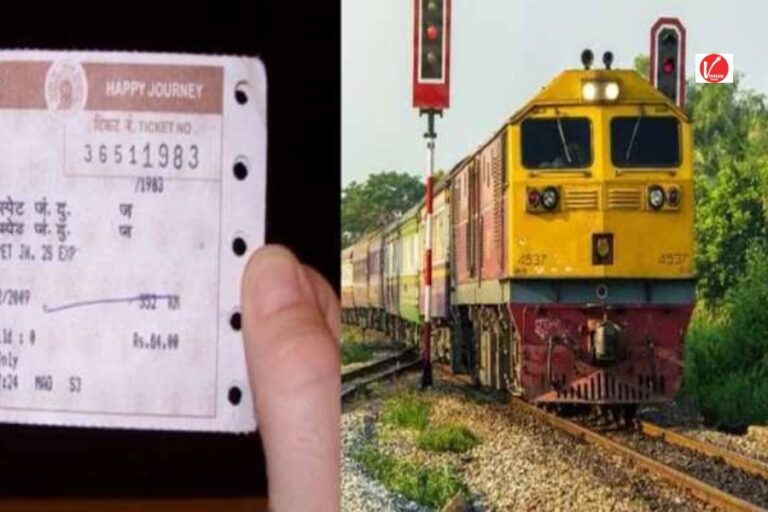 HAPPY JOURNEY
टिकट नं. TICKET NO.
36511983
/1983
स्पेट जं.गु. ज
स्पेड जं.गु. ज
PET JN. 25 EXP
/2049 352 KM
ld : 0 Rs.84.00
nly
:24 MAO S3
4537 4537